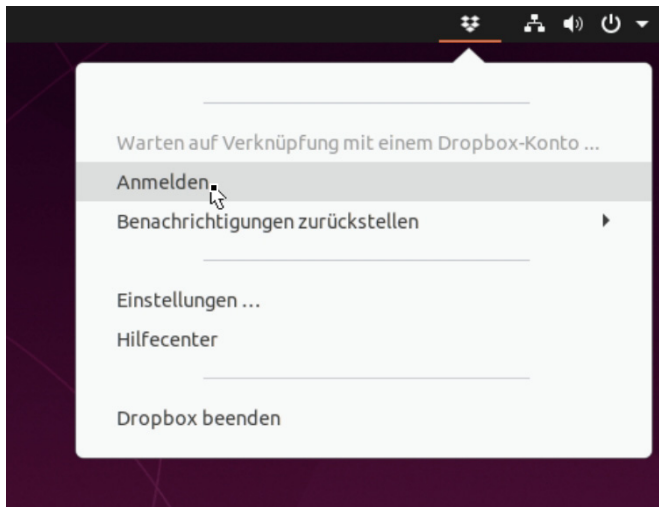 Warten auf Verknüpfung mit einem Dropbox-Konto ...
Anmelden
Benachrichtigungen zurückstellen
Einstellungen ...
Hilfecenter
Dropbox beenden